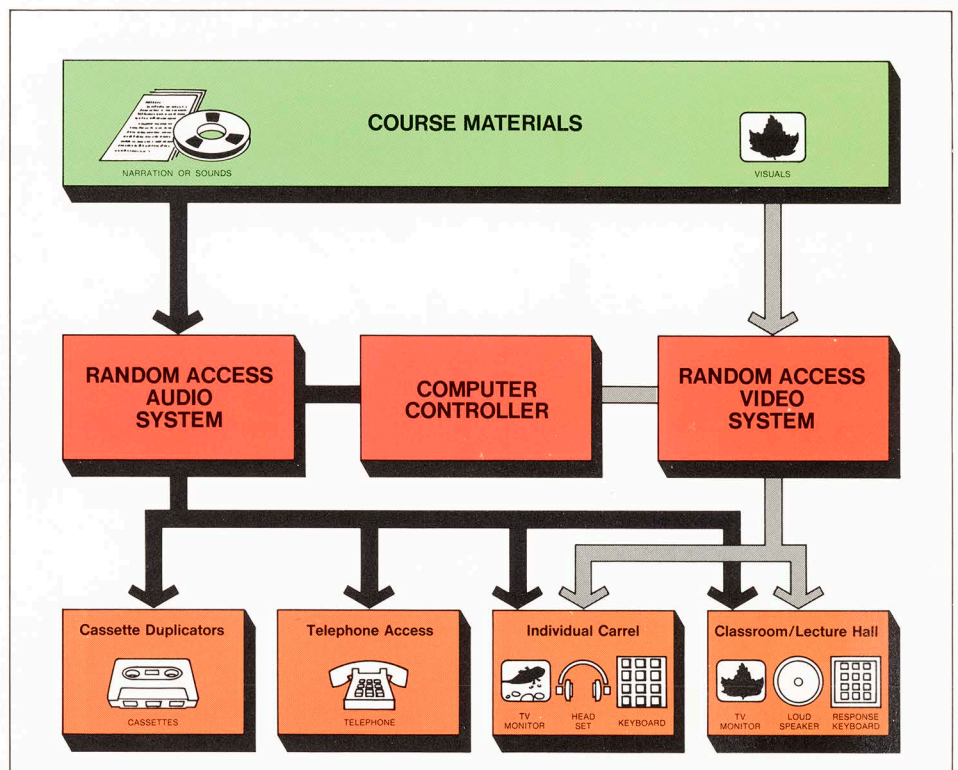 COURSE MATERIALS
NARRATION OR SOUNDS
VISUALS
RANDOM ACCESS
AUDIO
SYSTEM
COMPUTER
CONTROLLER
RANDOM ACCESS
VIDEO
SYSTEM
Cassette Duplicators
CASSETTES
Telephone Access
TELEPHONE
Individual Carrel
TV
MONITOR
HEAD
SET
KEYBOARD
Classroom/Lecture Hall
TV
MONITOR
LOUD
SPEAKER
RESPONSE
KEYBOARD